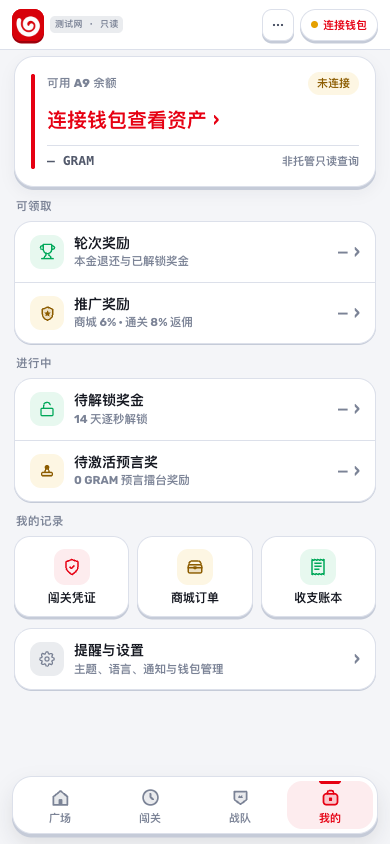 测试网 · 只读
···
连接钱包
可用 A9 余额
未连接
连接钱包查看资产 ›
— GRAM
非托管只读查询
可领取
轮次奖励
本金退还与已解锁奖金
— ›
推广奖励
商城 6% · 通关 8% 返佣
— ›
进行中
待解锁奖金
14 天逐秒解锁
— ›
待激活预言奖
0 GRAM 预言擂台奖励
— ›
我的记录
闯关凭证
商城订单
收支账本
提醒与设置
主题、语言、通知与钱包管理
›
广场
闯关
战队
我的